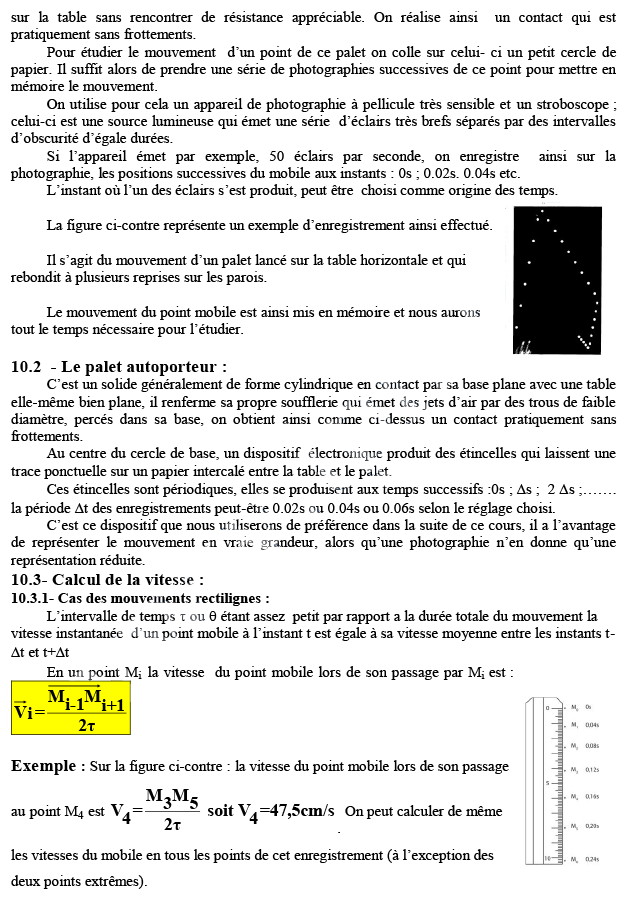 sur la table sans rencontrer de résistance appréciable. On réalise ainsi un contact qui est
pratiquement sans frottements.
Pour étudier le mouvement d’un point de ce palet on colle sur celui- ci un petit cercle de
papier. Il suffit alors de prendre une série de photographies successives de ce point pour mettre en
mémoire le mouvement.
On utilise pour cela un appareil de photographie à pellicule très sensible et un stroboscope ;
celui-ci est une source lumineuse qui émet une série d’éclairs très brefs séparés par des intervalles
d’obscurité d’égale durées.
Si l’appareil émet par exemple, 50 éclairs par seconde, on enregistre ainsi sur la
photographie, les positions successives du mobile aux instants : 0s ; 0.02s. 0.04s etc.
L’instant où l’un des éclairs s’est produit, peut être choisi comme origine des temps.
La figure ci-contre représente un exemple d’enregistrement ainsi effectué.
Il s’agit du mouvement d’un palet lancé sur la table horizontale et qui
rebondit à plusieurs reprises sur les parois.
Le mouvement du point mobile est ainsi mis en mémoire et nous aurons
tout le temps nécessaire pour l’étudier.
10.2 - Le palet autoporteur :
C’est un solide généralement de forme cylindrique en contact par sa base plane avec une table
elle-même bien plane, il renferme sa propre soufflerie qui émet des jets d’air par des trous de faible
diamètre, percés dans sa base, on obtient ainsi comme ci-dessus un contact pratiquement sans
frottements.
Au centre du cercle de base, un dispositif électronique produit des étincelles qui laissent une
trace ponctuelle sur un papier intercalé entre la table et le palet.
Ces étincelles sont périodiques, elles se produisent aux temps successifs :0s ; Δs ; 2 Δs ;…….
la période Δt des enregistrements peut-être 0.02s ou 0.04s ou 0.06s selon le réglage choisi.
C’est ce dispositif que nous utiliserons de préférence dans la suite de ce cours, il a l’avantage
de représenter le mouvement en vraie grandeur, alors qu’une photographie n’en donne qu’une
représentation réduite.
10.3- Calcul de la vitesse :
10.3.1- Cas des mouvements rectilignes :
L’intervalle de temps τ ou θ étant assez petit par rapport a la durée totale du mouvement la
vitesse instantanée d’un point mobile à l’instant t est égale à sa vitesse moyenne entre les instants t-
Δt et t+Δt
En un point Mi la vitesse du point mobile lors de son passage par Mi est :
Vi = Mi-1Mi+1 / 2τ
Exemple : Sur la figure ci-contre : la vitesse du point mobile lors de son passage
au point M4 est V4 = M3M5 / 2τ soit V4=47,5cm/s On peut calculer de même
les vitesses du mobile en tous les points de cet enregistrement (à l’exception des
deux points extrêmes).
0 M0 0s
M1 0,04s
M2 0,08s
M3 0,12s
5
M4 0,16s
M5 0,20s
10 M6 0,24s